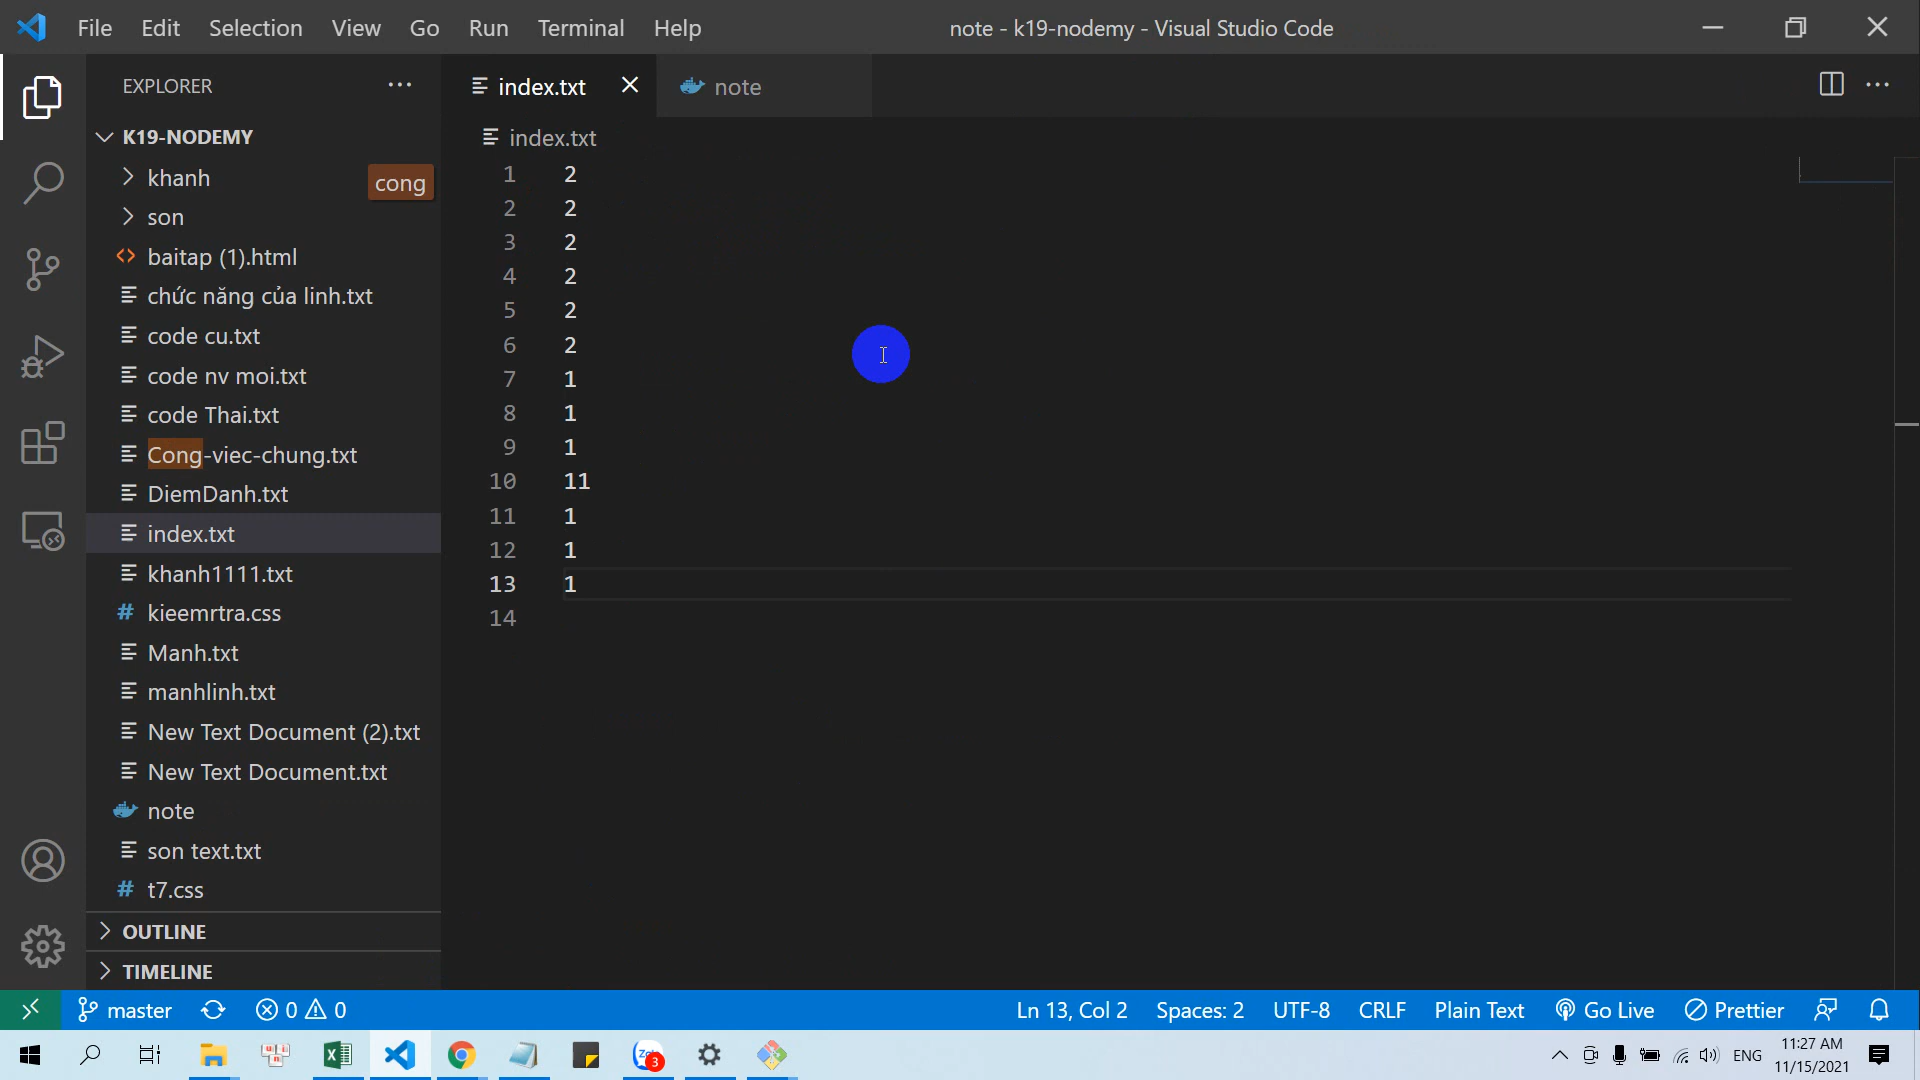 File Edit Selection View Go Run Terminal Help note - k19-nodemy - Visual Studio Code
EXPLORER
K19-NODEMY
khanh
cong
son
baitap (1).html
chức năng của linh.txt
code cu.txt
code nv moi.txt
code Thai.txt
Cong-viec-chung.txt
DiemDanh.txt
index.txt
khanh1111.txt
kieemrtra.css
Manh.txt
manhlinh.txt
New Text Document (2).txt
New Text Document.txt
note
son text.txt
t7.css
OUTLINE
TIMELINE
index.txt note
index.txt
1 2
2 2
3 2
4 2
5 2
6 2
7 1
8 1
9 1
10 11
11 1
12 1
13 1
14
master 0 0 Ln 13, Col 2 Spaces: 2 UTF-8 CRLF Plain Text Go Live Prettier
3 ENG 11:27 AM
11/15/2021